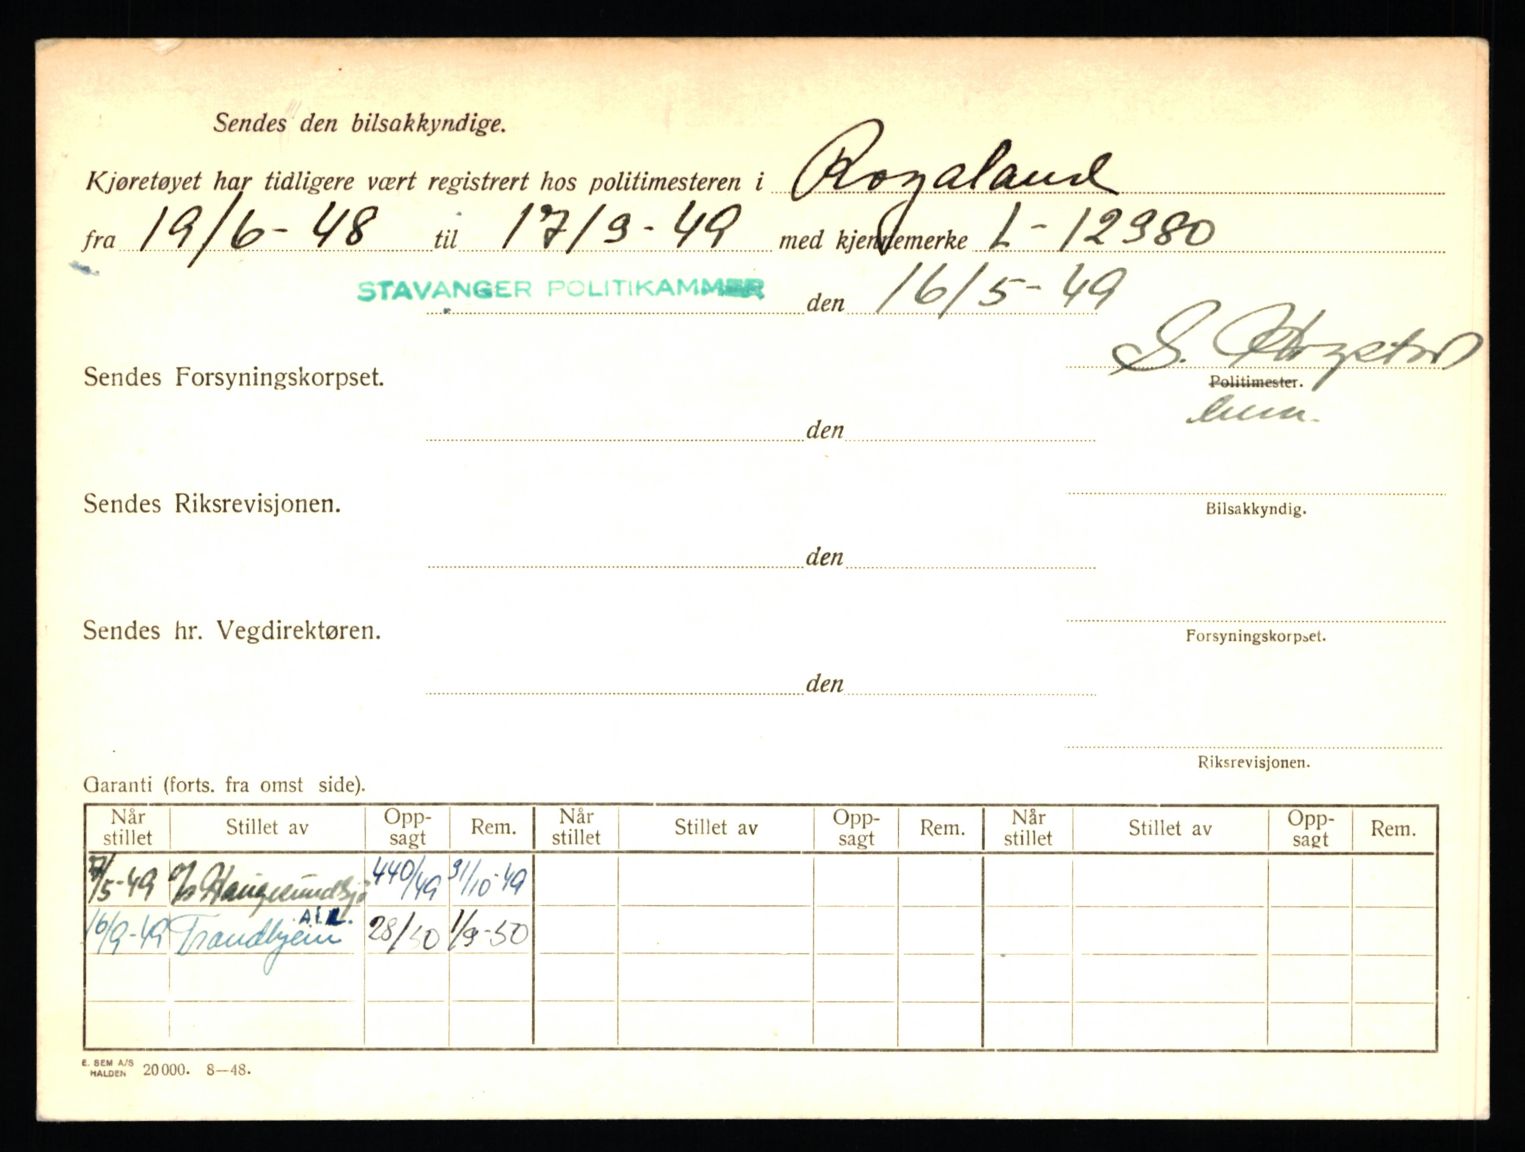 Sendes den bilsakkyndige.
Kjøretøyet har tidligere vært registrert hos politimesteren i Rogaland
fra 19/6-48 til 17/9-49 med kjennemerke L-12980
STAVANGER POLITIKAMMER den 16/5-49
Sendes Forsyningskorpset.
S.
Politimester.
den
Sendes Riksrevisjonen.
Bilsakkyndig.
den
Sendes hr. Vegdirektøren.
Forsyningskorpset.
den
Riksrevisjonen.
Garanti (forts. fra omst side).
Når stillet Stillet av Opp-sagt Rem. Når stillet Stillet av Opp-sagt Rem. Når stillet Stillet av Opp-sagt Rem.
7/5-49 440/49 31/10-49
16/9-49 Trondhjem 28/50 1/9-50
E. SEM A/S
HALDEN 20000. 8—48.